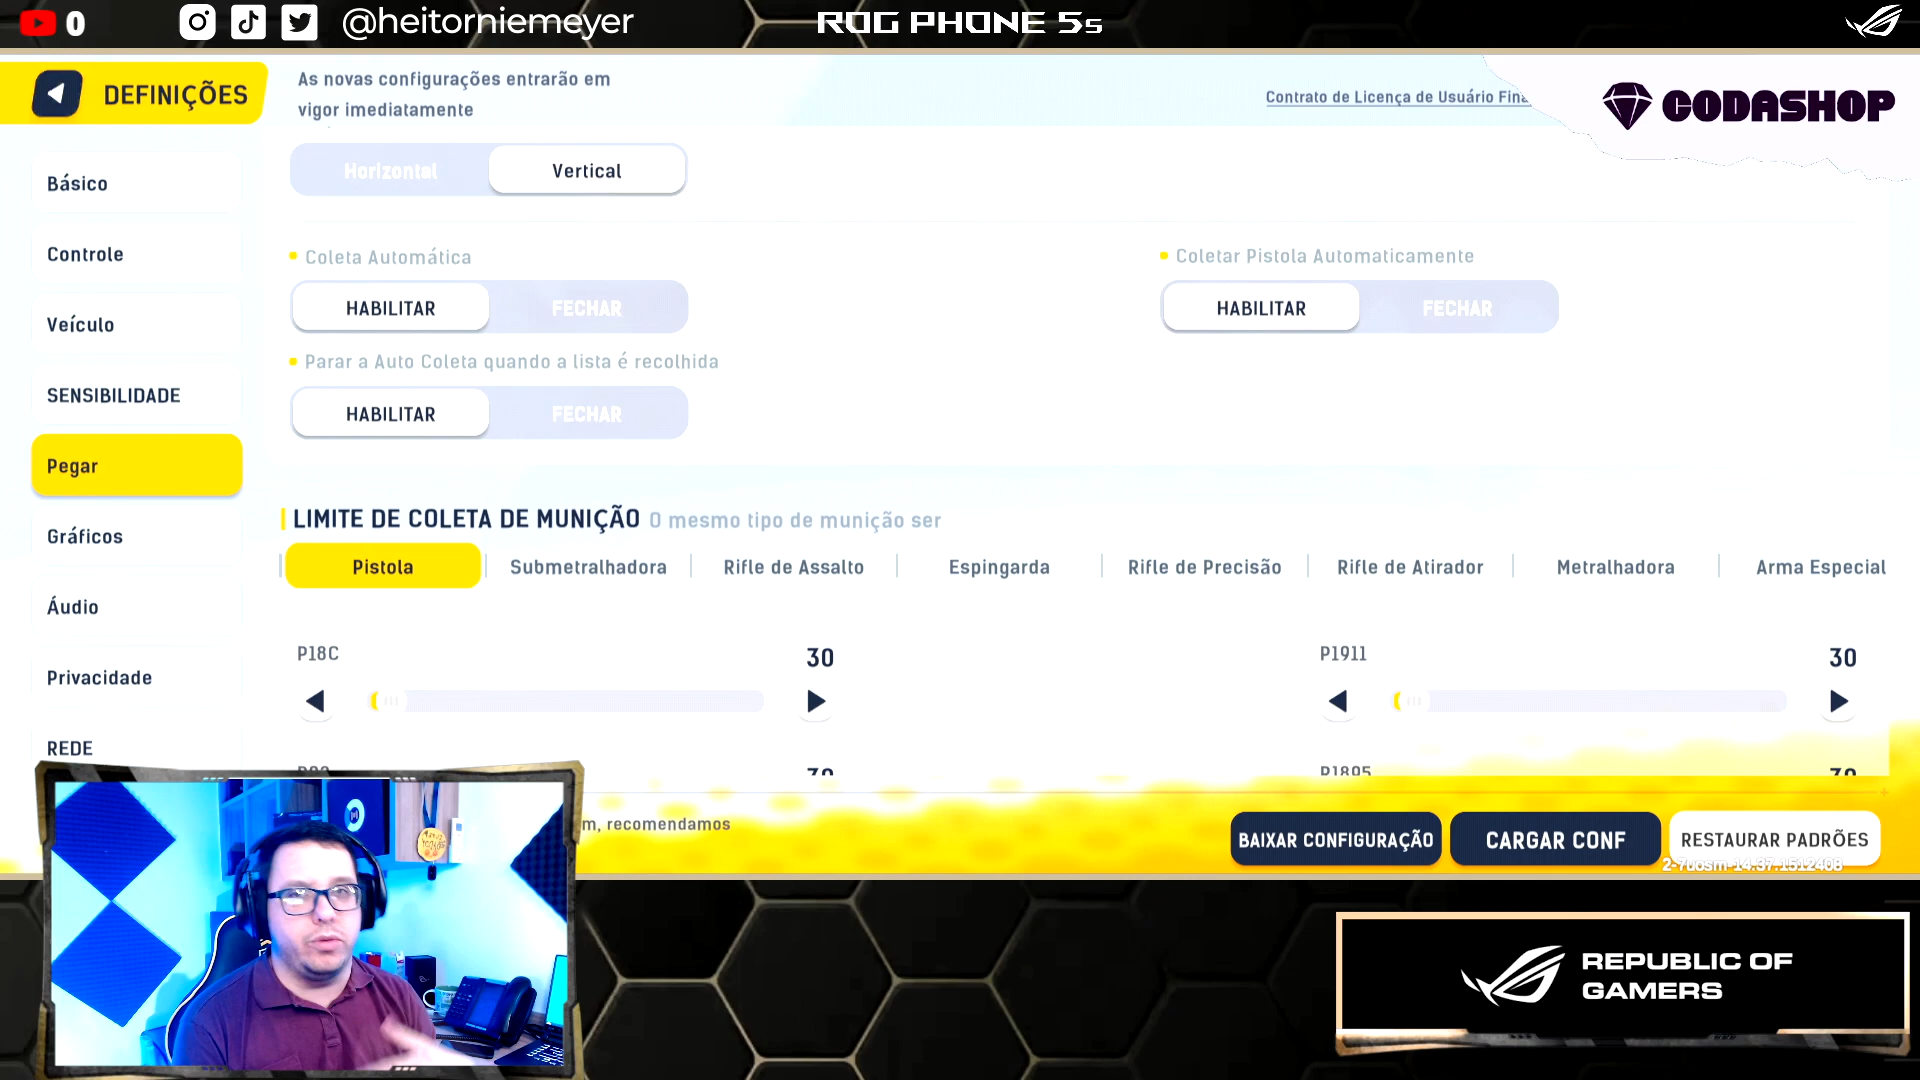 0
@heitorniemeyer
ROG PHONE 5s
DEFINIÇÕES
As novas configurações entrarão em
vigor imediatamente
Contrato de Licença de Usuário Fina
CODASHOP
Básico
Controle
Veículo
SENSIBILIDADE
Pegar
Gráficos
Áudio
Privacidade
REDE
Horizontal
Vertical
Coleta Automática
HABILITAR
FECHAR
Coletar Pistola Automaticamente
HABILITAR
FECHAR
Parar a Auto Coleta quando a lista é recolhida
HABILITAR
FECHAR
LIMITE DE COLETA DE MUNIÇÃO O mesmo tipo de munição ser
Pistola
Submetralhadora
Rifle de Assalto
Espingarda
Rifle de Precisão
Rifle de Atirador
Metralhadora
Arma Especial
P18C
30
P1911
30
R1895
m, recomendamos
BAIXAR CONFIGURAÇÃO
CARGAR CONF
RESTAURAR PADRÕES
REPUBLIC OF
GAMERS